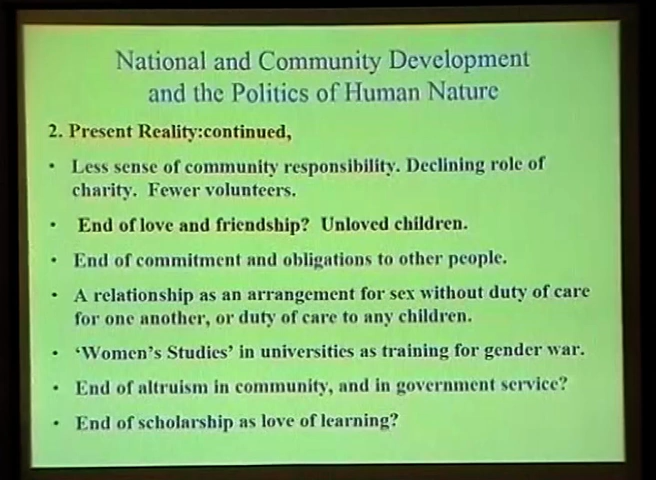 National and Community Development
and the Politics of Human Nature
2. Present Reality:continued,
• Less sense of community responsibility. Declining role of
charity. Fewer volunteers.
• End of love and friendship? Unloved children.
• End of commitment and obligations to other people.
• A relationship as an arrangement for sex without duty of care
for one another, or duty of care to any children.
• ‘Women’s Studies’ in universities as training for gender war.
• End of altruism in community, and in government service?
• End of scholarship as love of learning?